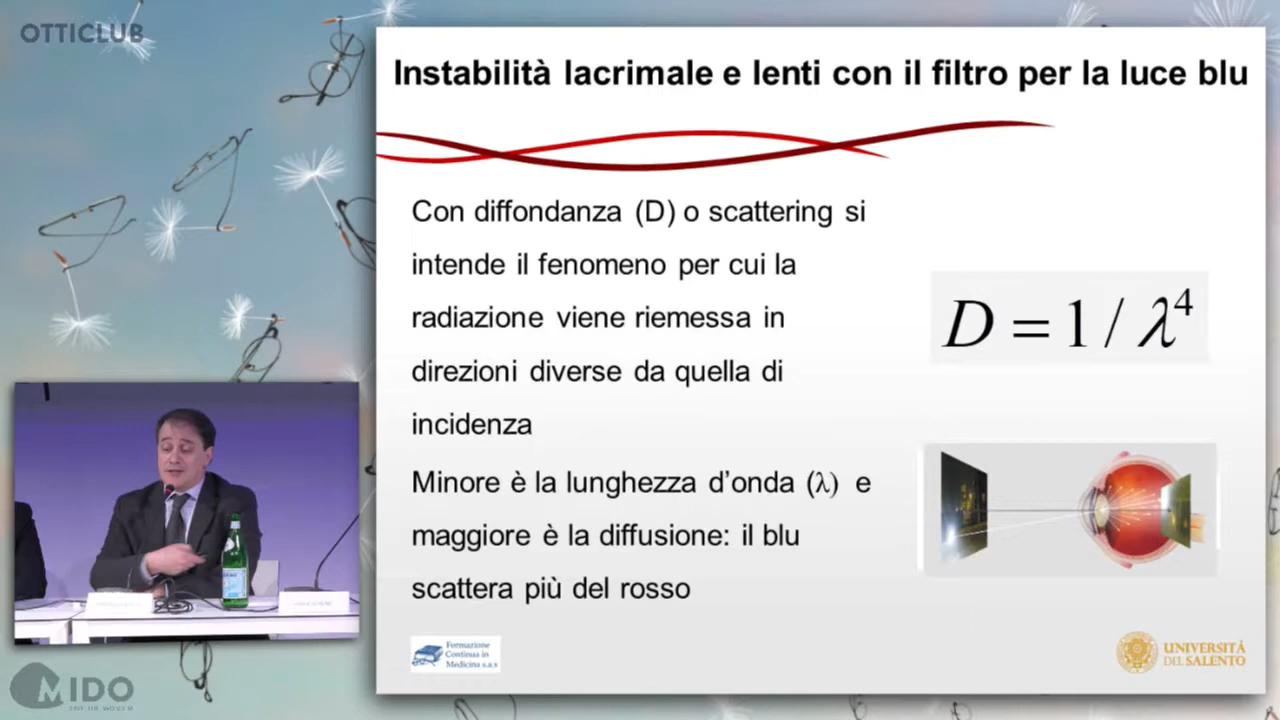 OTTICLUB
Instabilità lacrimale e lenti con il filtro per la luce blu
Con diffondanza (D) o scattering si
intende il fenomeno per cui la
radiazione viene riemessa in
direzioni diverse da quella di
incidenza
Minore è la lunghezza d'onda (λ) e
maggiore è la diffusione: il blu
scattera più del rosso
D = 1 / λ⁴
Formazione
Continua in
Medicina s.a.s
UNIVERSITÀ
DEL SALENTO
MIDO